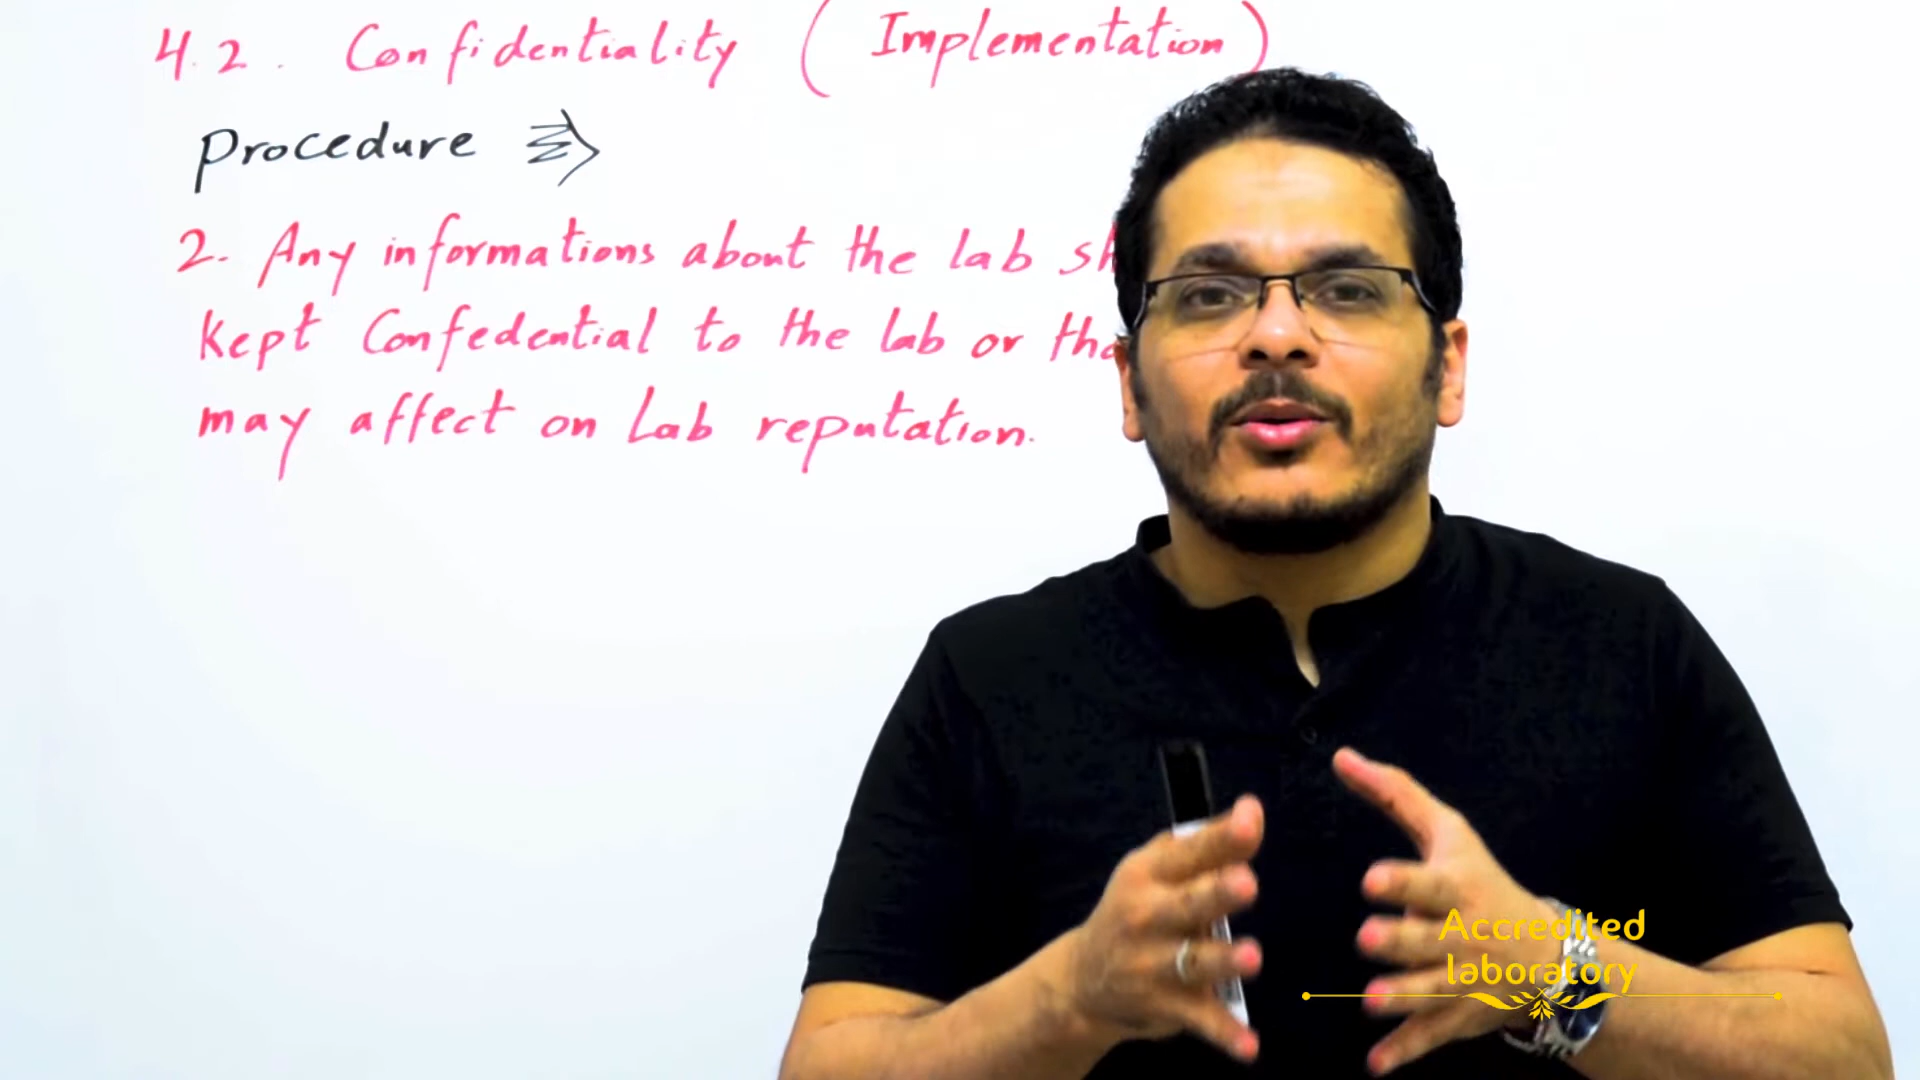 4.2. Confidentiality (Implementation)
procedure ⇒
2. Any informations about the lab
kept Confedential to the lab or
may affect on Lab reputation.
Accredited
laboratory